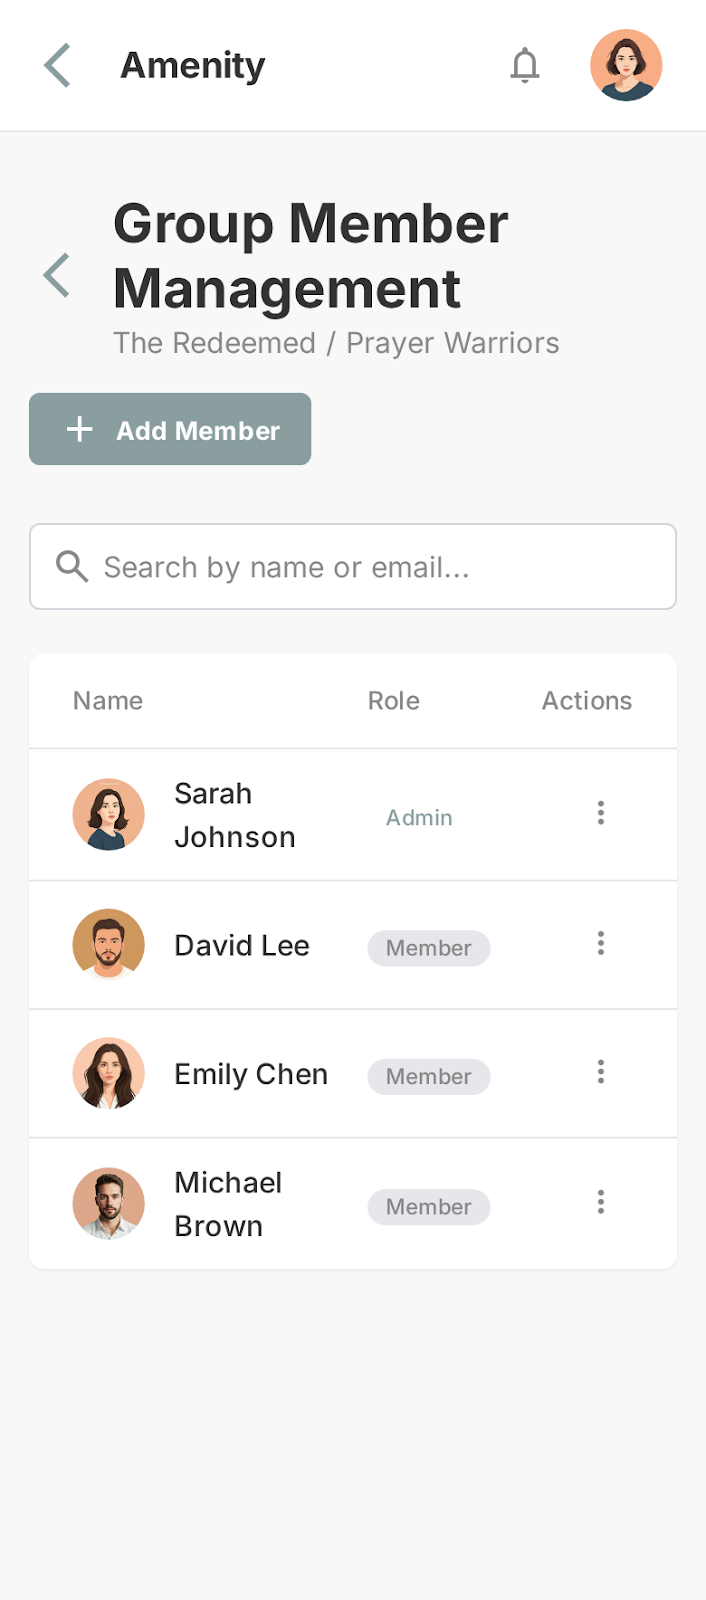 Amenity
Group Member
Management
The Redeemed / Prayer Warriors
Add Member
Search by name or email...
Name Role Actions
Sarah
Johnson
Admin
David Lee Member
Emily Chen Member
Michael
Brown
Member